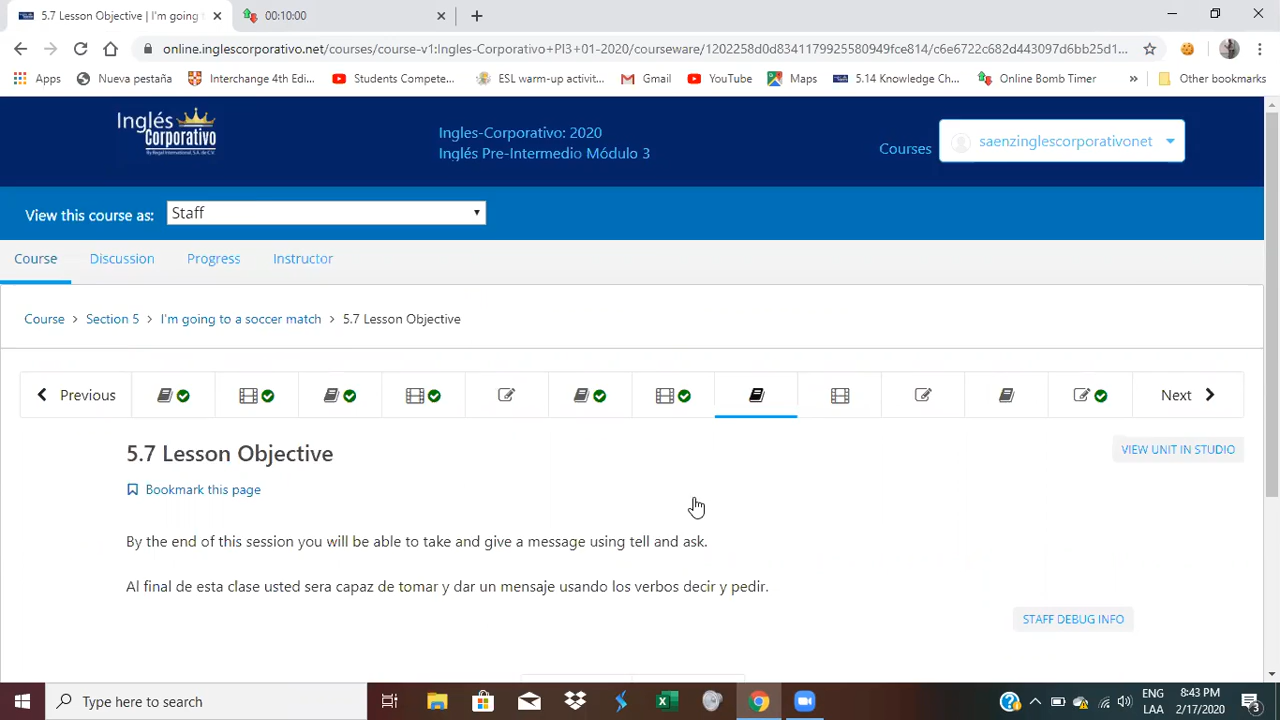 5.7 Lesson Objective | I'm going to
00:10:00
online.inglescorporativo.net/courses/course-v1:Ingles-Corporativo+PI3+01-2020/courseware/1202258d0d8341179925580949fce814/c6e6722c682d443097d6bb25d1...
Apps
Nueva pestaña
Interchange 4th Edi...
Students Compete...
ESL warm-up activit...
Gmail
YouTube
Maps
5.14 Knowledge Ch...
Online Bomb Timer
»
Other bookmarks
Inglés
Corporativo
Ingles-Corporativo: 2020
Inglés Pre-Intermedio Módulo 3
Courses
saenzinglescorporativonet
View this course as:
Staff
Course
Discussion
Progress
Instructor
Course > Section 5 > I'm going to a soccer match > 5.7 Lesson Objective
Previous
Next
5.7 Lesson Objective
VIEW UNIT IN STUDIO
Bookmark this page
By the end of this session you will be able to take and give a message using tell and ask.
Al final de esta clase usted sera capaz de tomar y dar un mensaje usando los verbos decir y pedir.
STAFF DEBUG INFO
Type here to search
ENG
LAA
8:43 PM
2/17/2020
3